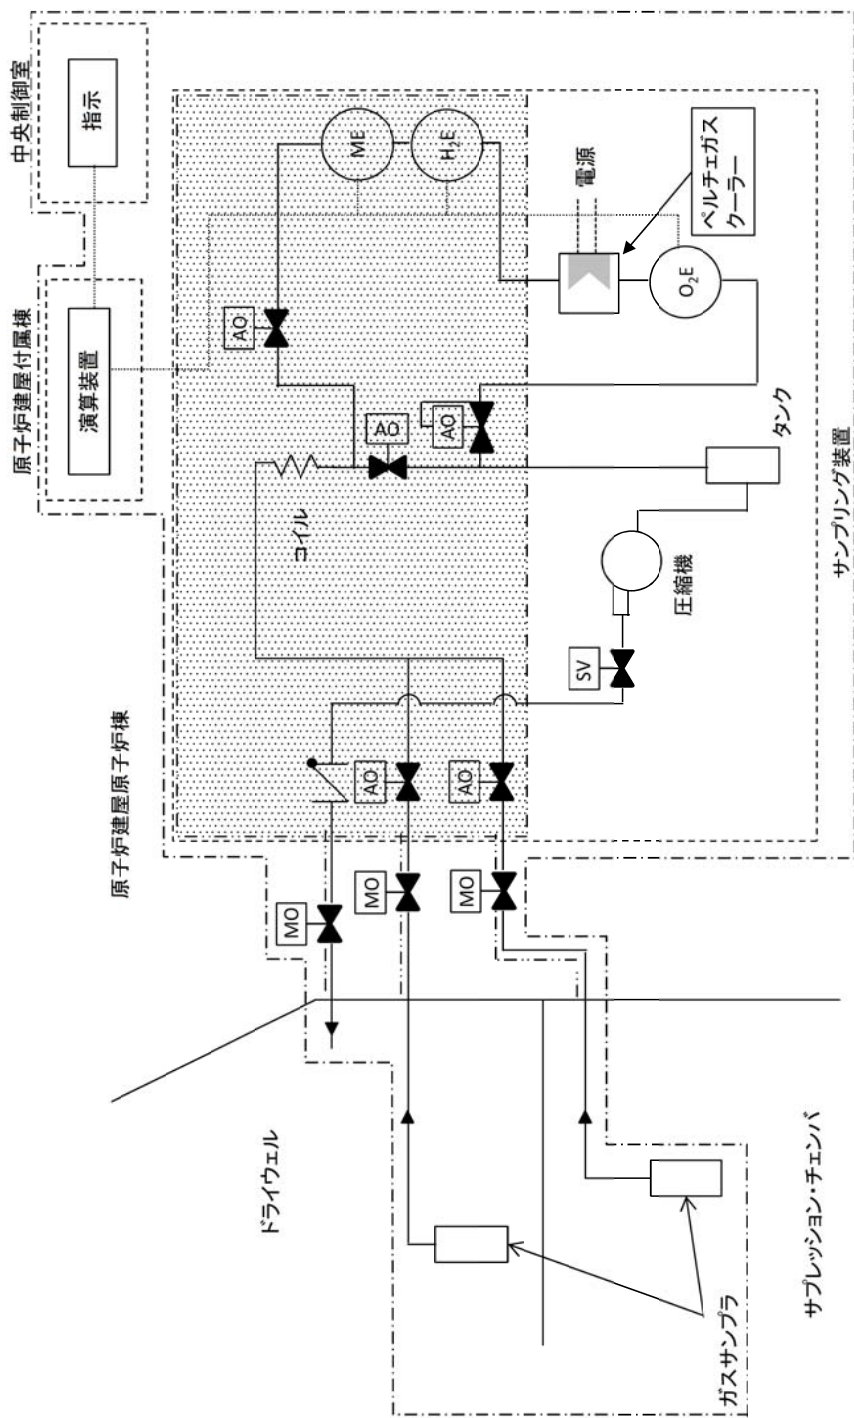 中央制御室
指示
原子炉建屋付属棟
演算装置
原子炉建屋原子炉棟
AO
ME
H₂E
電源
ペルチェガス
クーラー
O₂E
コイル
AO
AO
タンク
圧縮機
SV
サンプリング装置
AO
AO
MO
MO
MO
ドライウェル
サプレッション・チェンバ
ガスサンプラ